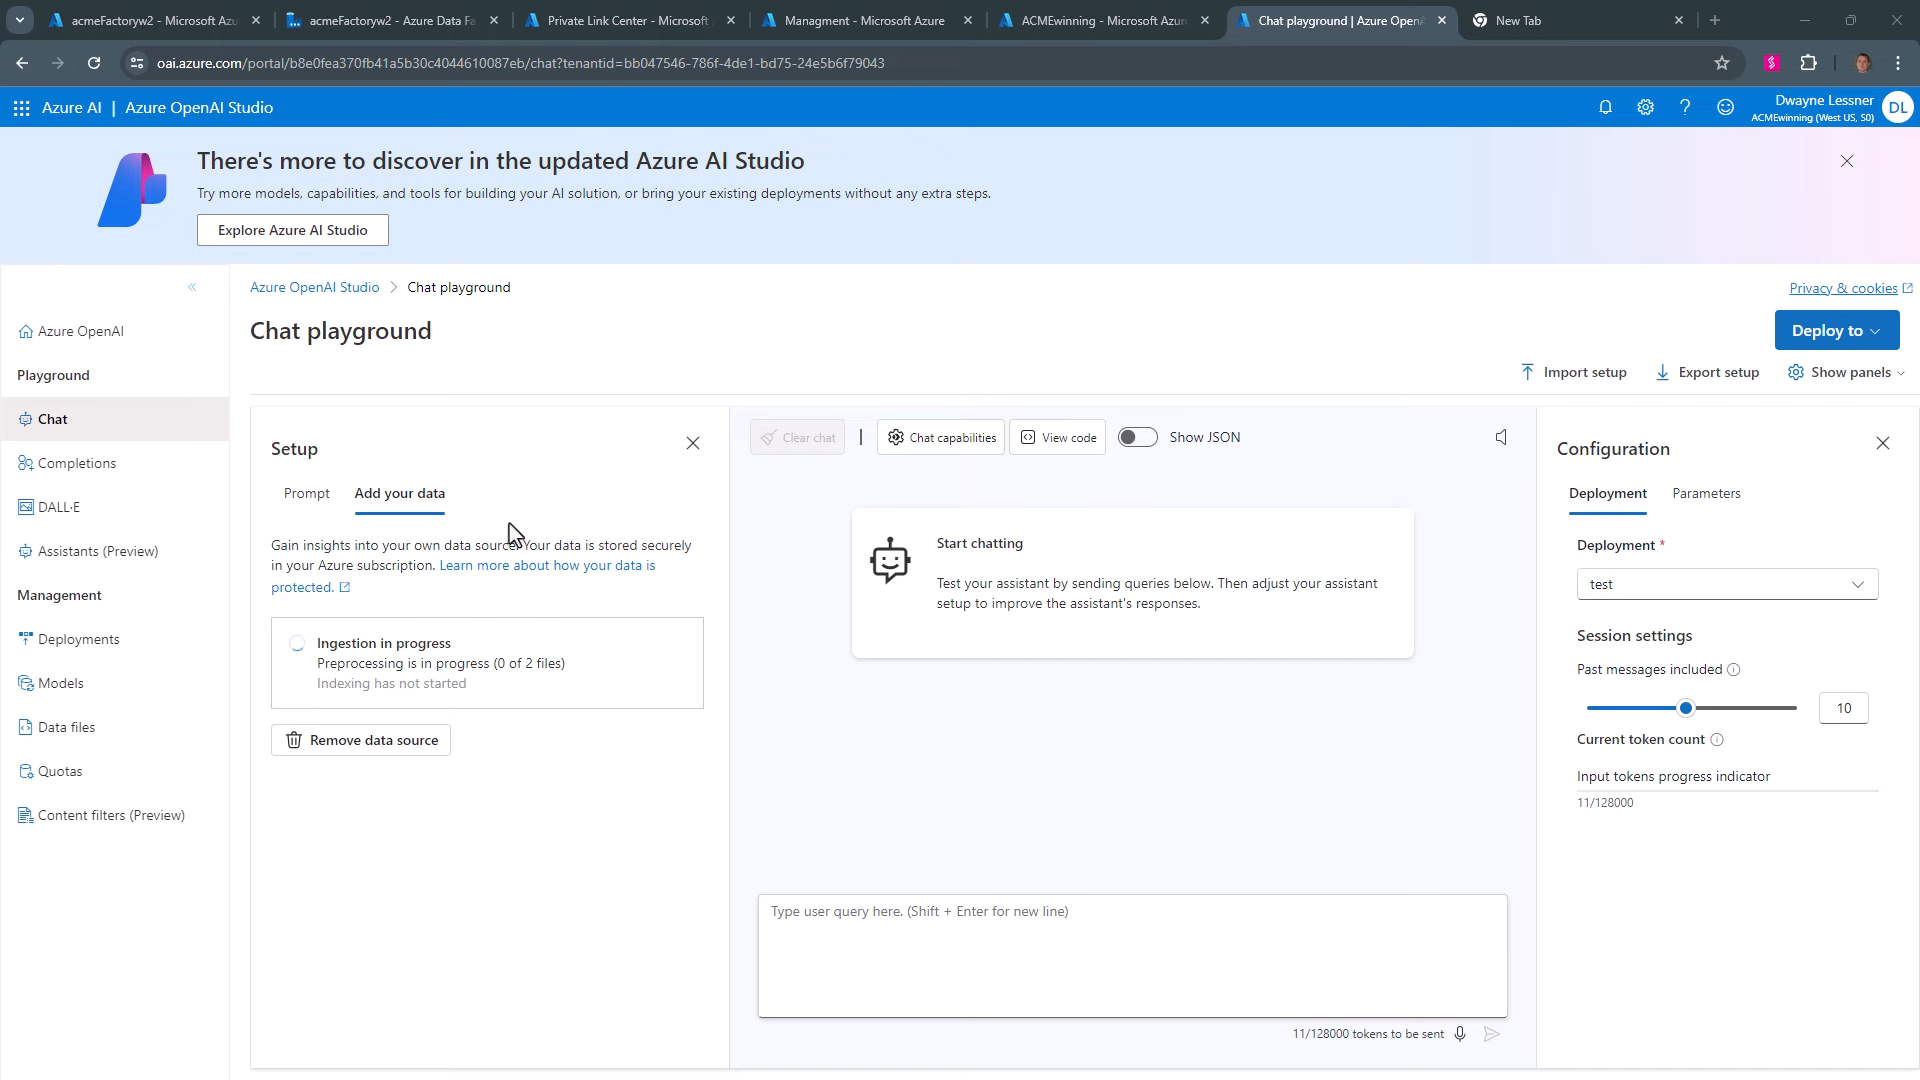 acmeFactoryw2 - Microsoft Azu
acmeFactoryw2 - Azure Data Fa
Private Link Center - Microsoft
Managment - Microsoft Azure
ACMEwinning - Microsoft Azur
Chat playground | Azure OpenA
New Tab
oai.azure.com/portal/b8e0fea370fb41a5b30c4044610087eb/chat?tenantid=bb047546-786f-4de1-bd75-24e5b6f79043
Azure AI | Azure OpenAI Studio
Dwayne Lessner
ACMEwinning (West US, S0)
DL
There's more to discover in the updated Azure AI Studio
Try more models, capabilities, and tools for building your AI solution, or bring your existing deployments without any extra steps.
Explore Azure AI Studio
Azure OpenAI
Playground
Chat
Completions
DALL·E
Assistants (Preview)
Management
Deployments
Models
Data files
Quotas
Content filters (Preview)
Azure OpenAI Studio > Chat playground
Privacy & cookies
Chat playground
Deploy to
Import setup
Export setup
Show panels
Setup
Prompt
Add your data
Gain insights into your own data source. Your data is stored securely
in your Azure subscription. Learn more about how your data is
protected.
Ingestion in progress
Preprocessing is in progress (0 of 2 files)
Indexing has not started
Remove data source
Clear chat
Chat capabilities
View code
Show JSON
Start chatting
Test your assistant by sending queries below. Then adjust your assistant
setup to improve the assistant's responses.
Type user query here. (Shift + Enter for new line)
11/128000 tokens to be sent
Configuration
Deployment
Parameters
Deployment *
test
Session settings
Past messages included
10
Current token count
Input tokens progress indicator
11/128000